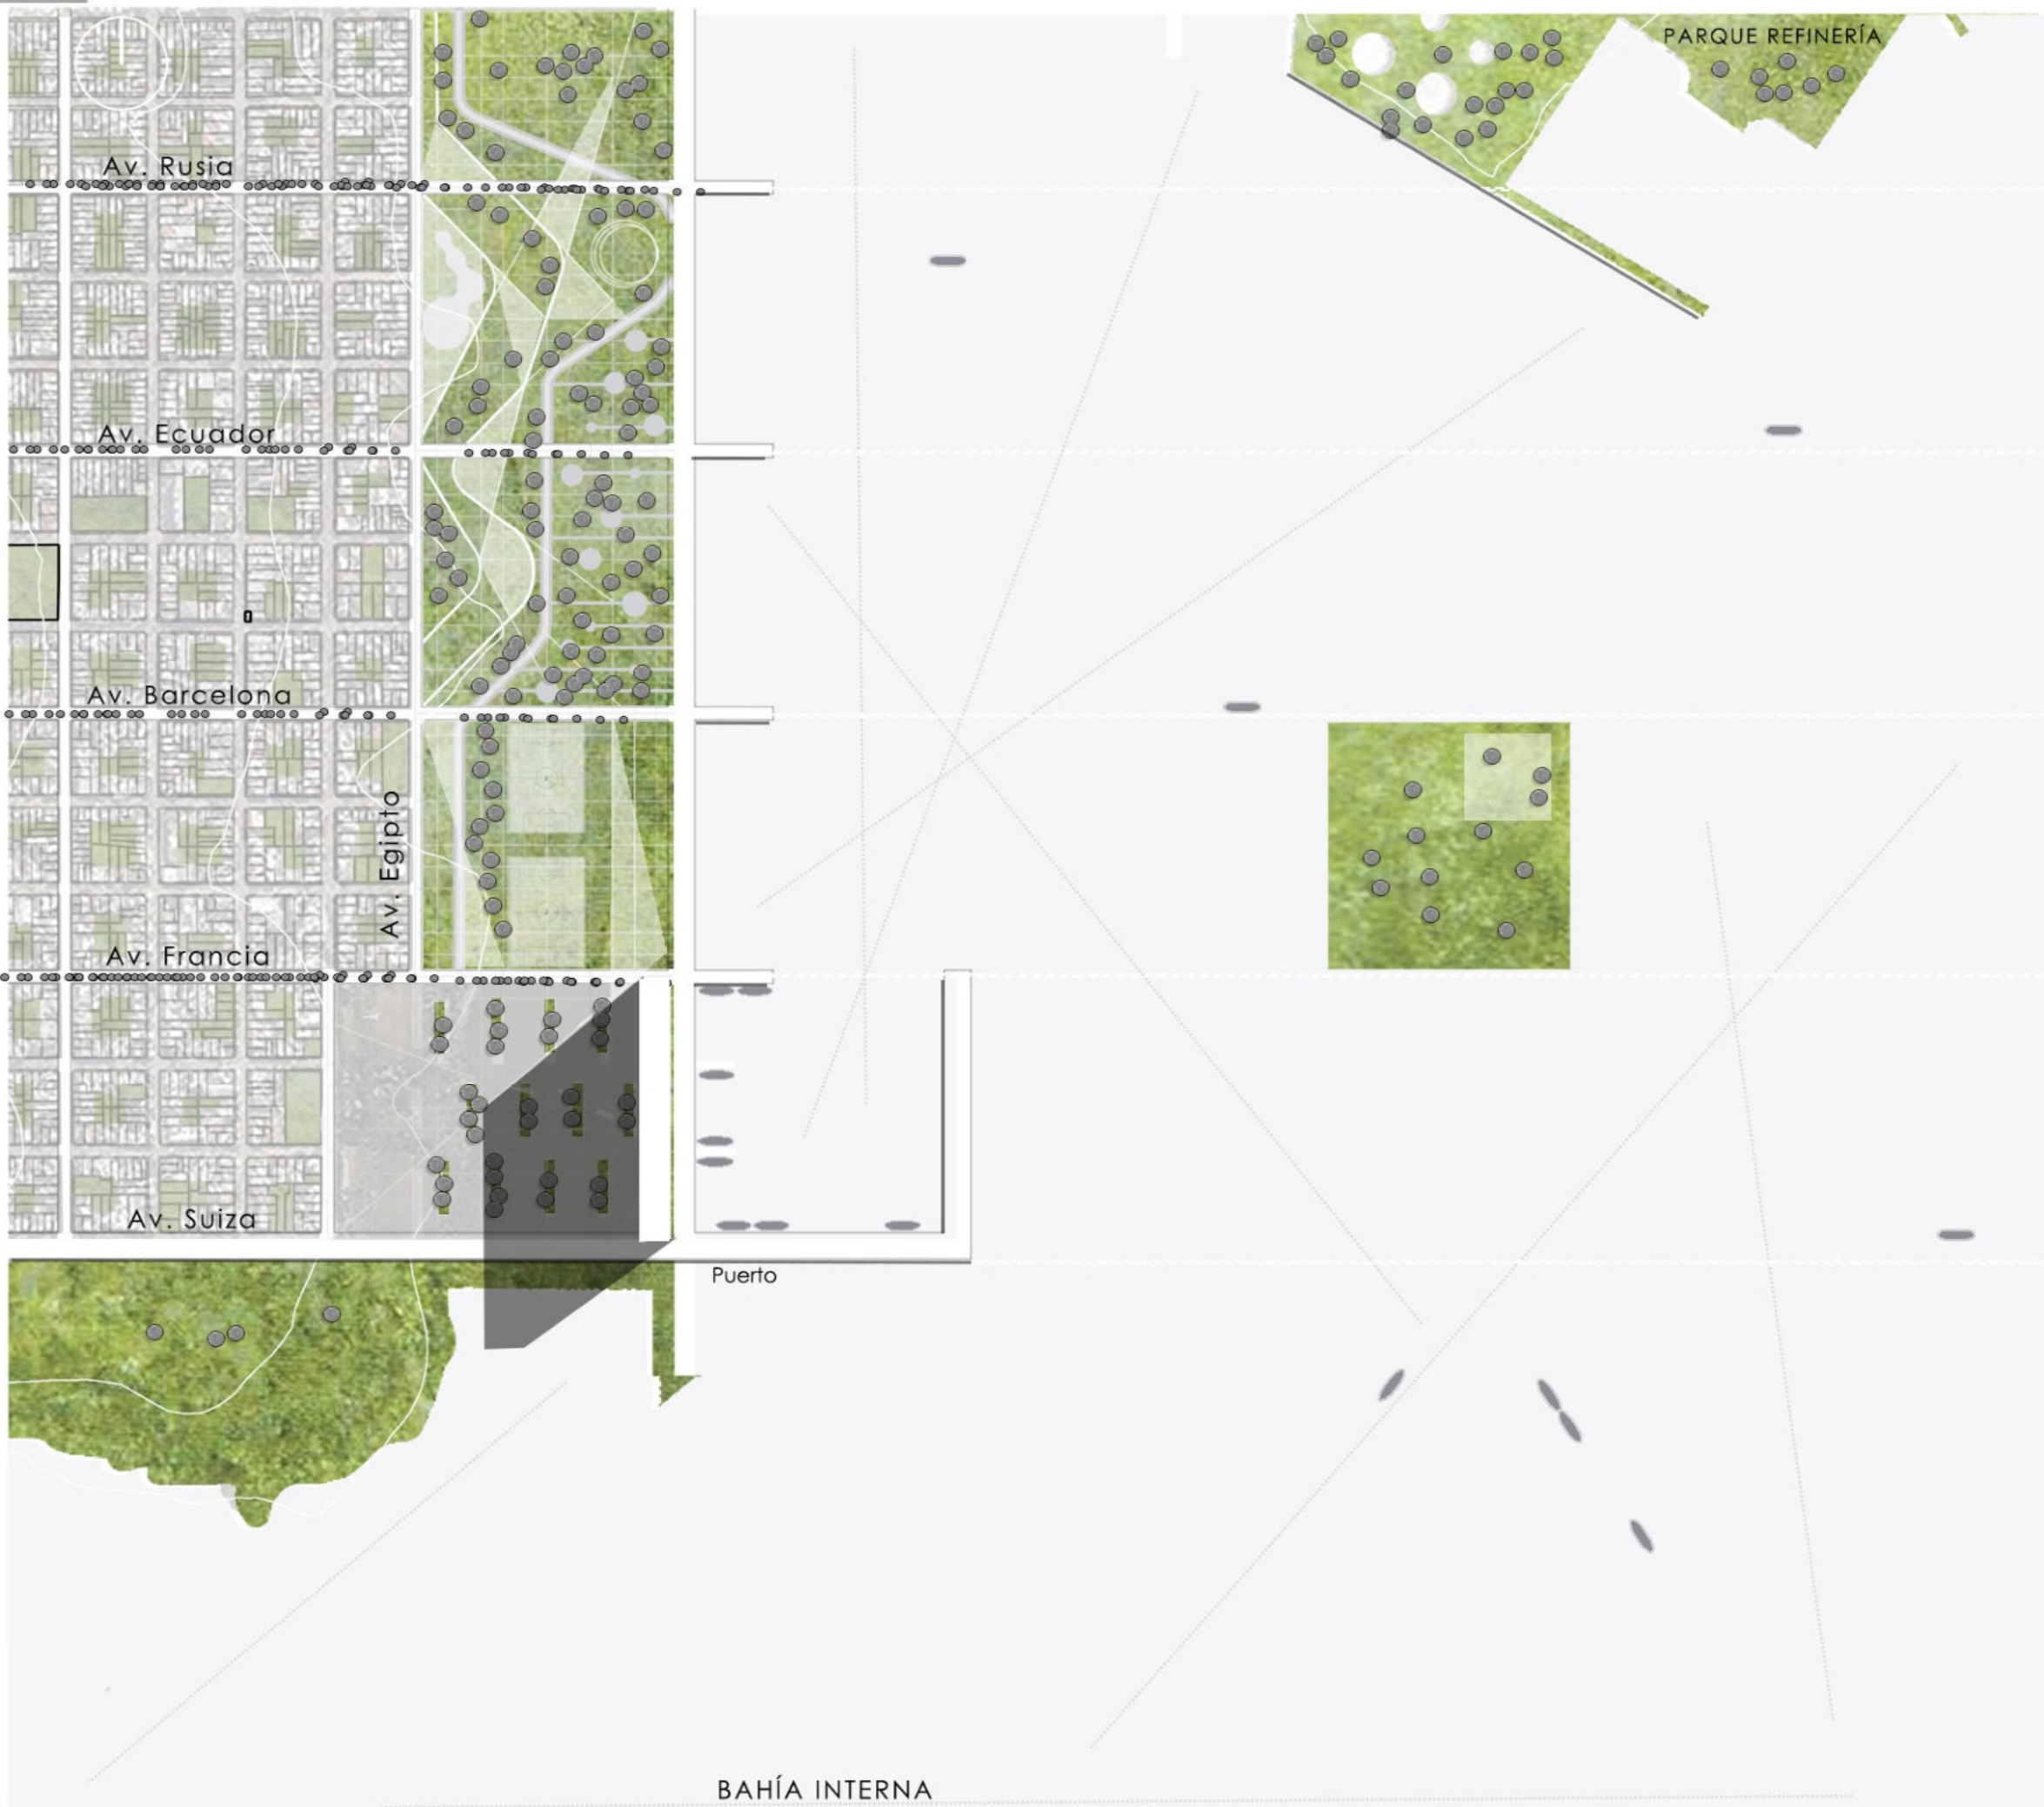 PARQUE REFINERÍA
Av. Rusia
Av. Ecuador
Av. Barcelona
Av. Egipto
Av. Francia
Av. Suiza
Puerto
BAHÍA INTERNA